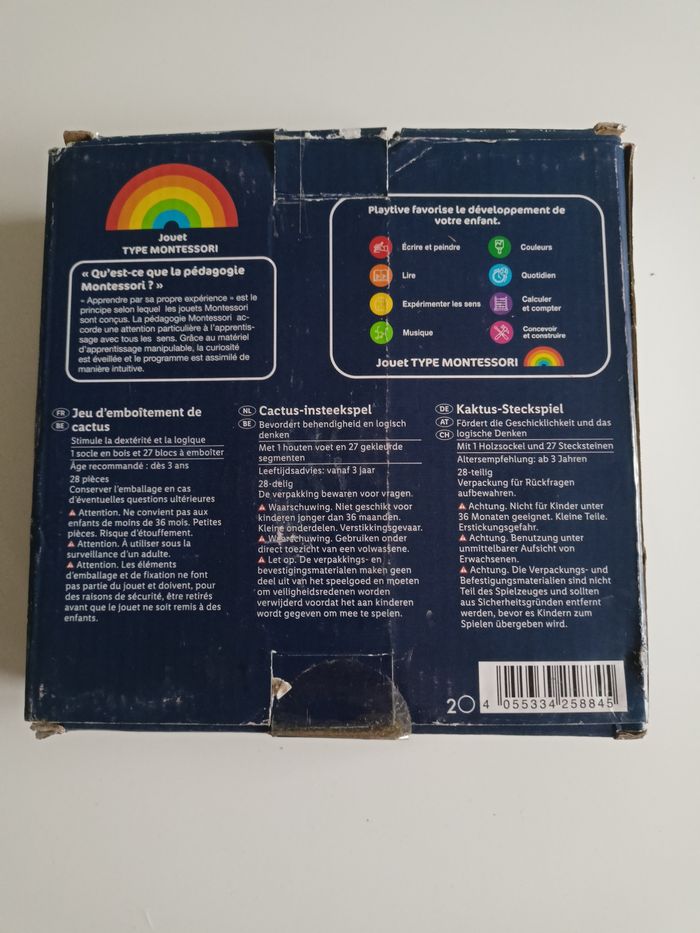 Jouet
TYPE MONTESSORI
« Qu'est-ce que la pédagogie
Montessori ? »
« Apprendre par sa propre expérience » est le
principe selon lequel les jouets Montessori
sont conçus. La pédagogie Montessori ac-
corde une attention particulière à l'apprentis-
sage avec tous les sens. Grâce au matériel
d'apprentissage manipulable, la curiosité
est éveillée et le programme est assimilé de
manière intuitive.
Playtive favorise le développement de
votre enfant.
Écrire et peindre
Couleurs
Lire
Quotidien
Expérimenter les sens
Calculer
et compter
Musique
Concevoir
et construire
Jouet TYPE MONTESSORI
FR BE Jeu d'emboîtement de
cactus
Stimule la dextérité et la logique
1 socle en bois et 27 blocs à emboîter
Âge recommandé : dès 3 ans
28 pièces
Conserver l'emballage en cas
d'éventuelles questions ultérieures
Attention. Ne convient pas aux
enfants de moins de 36 mois. Petites
pièces. Risque d'étouffement.
Attention. À utiliser sous la
surveillance d'un adulte.
Attention. Les éléments
d'emballage et de fixation ne font
pas partie du jouet et doivent, pour
des raisons de sécurité, être retirés
avant que le jouet ne soit remis à des
enfants.
NL BE Cactus-insteekspel
Bevordert behendigheid en logisch
denken
Met 1 houten voet en 27 gekleurde
segmenten
Leeftijdsadvies: vanaf 3 jaar
28-delig
De verpakking bewaren voor vragen.
Waarschuwing. Niet geschikt voor
kinderen jonger dan 36 maanden.
Kleine onderdelen. Verstikkingsgevaar.
Waarschuwing. Gebruiken onder
direct toezicht van een volwassene.
Let op. De verpakkings- en
bevestigingsmaterialen maken geen
deel uit van het speelgoed en moeten
om veiligheidsredenen worden
verwijderd voordat het aan kinderen
wordt gegeven om mee te spelen.
DE AT CH Kaktus-Steckspiel
Fördert die Geschicklichkeit und das
logische Denken
Mit 1 Holzsockel und 27 Stecksteinen
Altersempfehlung: ab 3 Jahren
28-teilig
Verpackung für Rückfragen
aufbewahren.
Achtung. Nicht für Kinder unter
36 Monaten geeignet. Kleine Teile.
Erstickungsgefahr.
Achtung. Benutzung unter
unmittelbarer Aufsicht von
Erwachsenen.
Achtung. Die Verpackungs- und
Befestigungsmaterialien sind nicht
Teil des Spielzeuges und sollten
aus Sicherheitsgründen entfernt
werden, bevor es Kindern zum
Spielen übergeben wird.
2
4 055334 258845